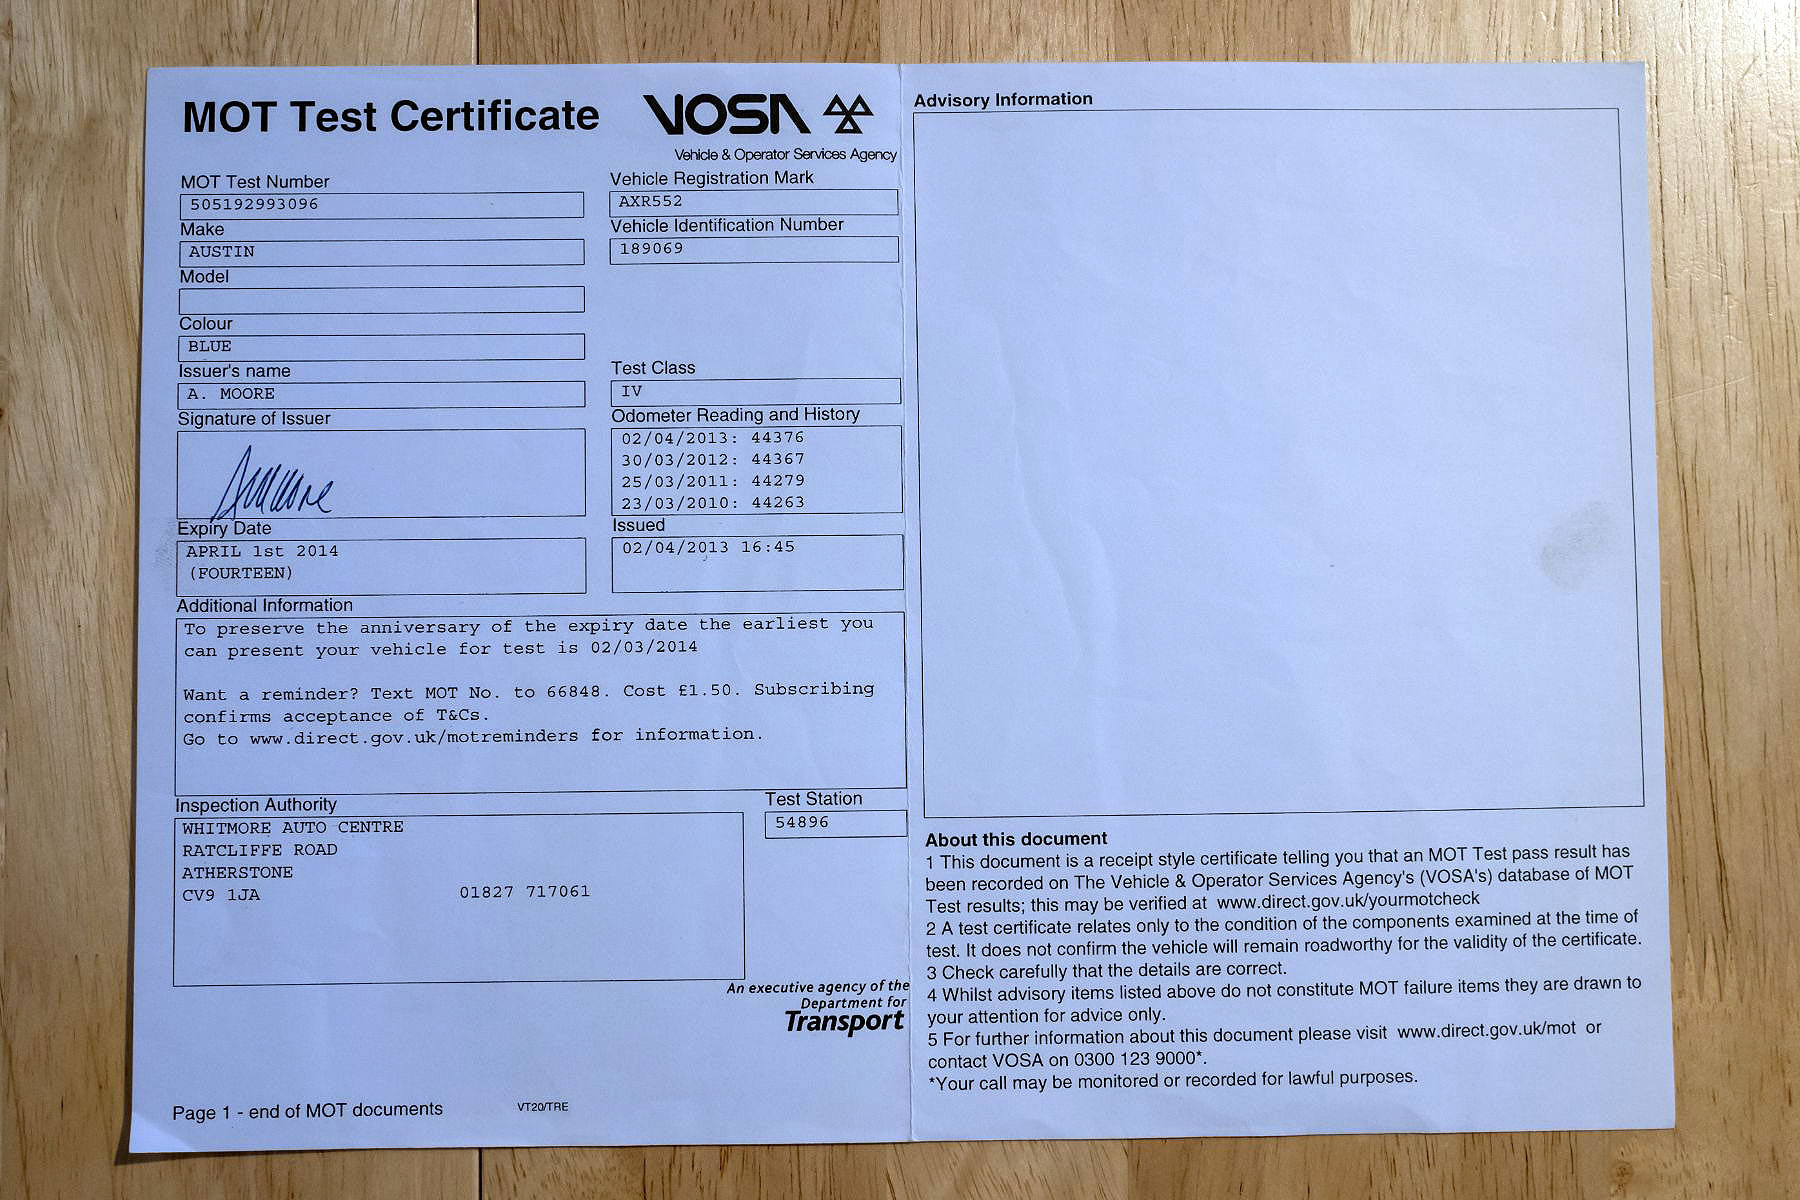 MOT Test Certificate
VOSA
Vehicle & Operator Services Agency
MOT Test Number
505192993096
Vehicle Registration Mark
AXR552
Make
AUSTIN
Vehicle Identification Number
189069
Model
Colour
BLUE
Issuer's name
A. MOORE
Test Class
IV
Signature of Issuer
Odometer Reading and History
02/04/2013: 44376
30/03/2012: 44367
25/03/2011: 44279
23/03/2010: 44263
Expiry Date
APRIL 1st 2014
(FOURTEEN)
Issued
02/04/2013 16:45
Additional Information
To preserve the anniversary of the expiry date the earliest you
can present your vehicle for test is 02/03/2014
Want a reminder? Text MOT No. to 66848. Cost £1.50. Subscribing
confirms acceptance of T&Cs.
Go to www.direct.gov.uk/motreminders for information.
Inspection Authority
WHITMORE AUTO CENTRE
RATCLIFFE ROAD
ATHERSTONE
CV9 1JA 01827 717061
Test Station
54896
An executive agency of the
Department for
Transport
Page 1 - end of MOT documents VT20/TRE
Advisory Information
About this document
1 This document is a receipt style certificate telling you that an MOT Test pass result has
been recorded on The Vehicle & Operator Services Agency's (VOSA's) database of MOT
Test results; this may be verified at www.direct.gov.uk/yourmotcheck
2 A test certificate relates only to the condition of the components examined at the time of
test. It does not confirm the vehicle will remain roadworthy for the validity of the certificate.
3 Check carefully that the details are correct.
4 Whilst advisory items listed above do not constitute MOT failure items they are drawn to
your attention for advice only.
5 For further information about this document please visit www.direct.gov.uk/mot or
contact VOSA on 0300 123 9000*.
*Your call may be monitored or recorded for lawful purposes.